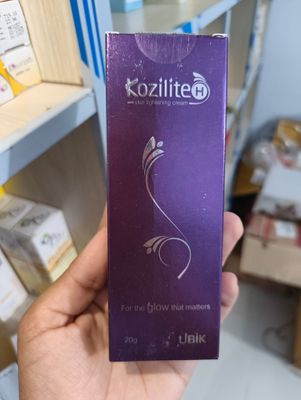 Kozilite H
skin lightening cream
For the glow that matters
20g
UBIK